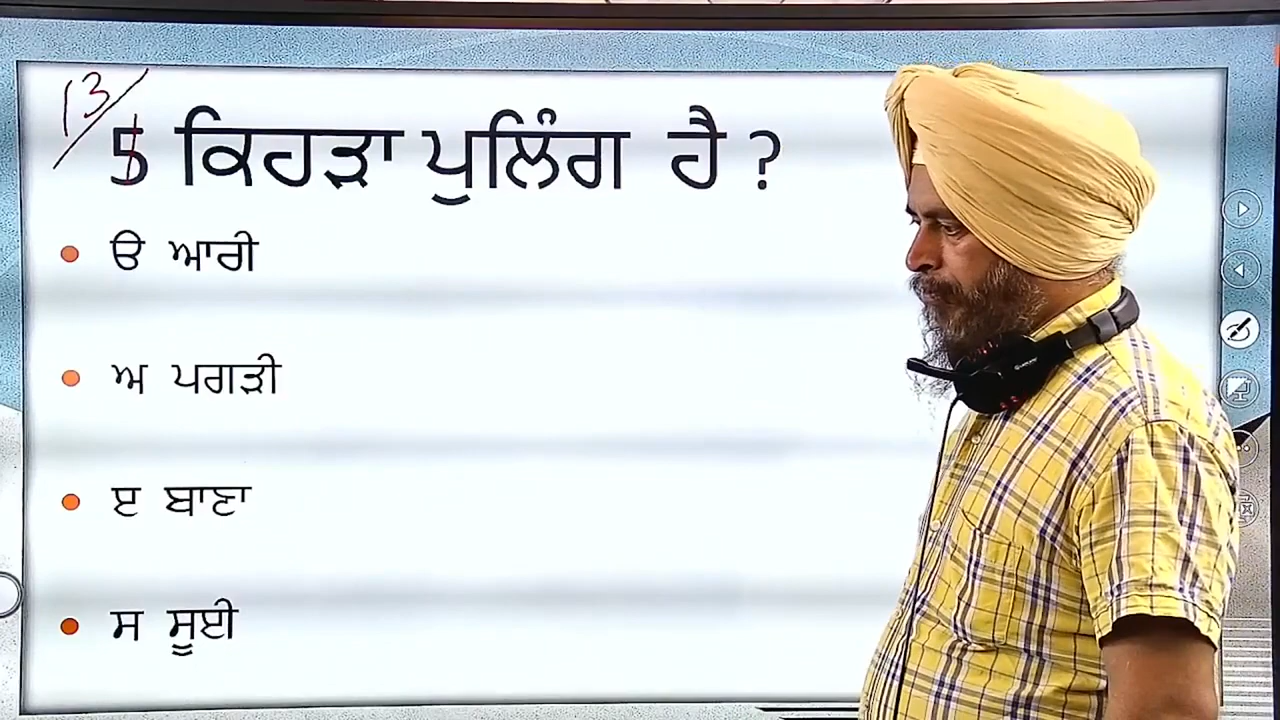 13/
5 ਕਿਹੜਾ ਪੁਲਿੰਗ ਹੈ ?
ੳ ਆਰੀ
ਅ ਪਗੜੀ
ੲ ਬਾਣਾ
ਸ ਸੂਈ